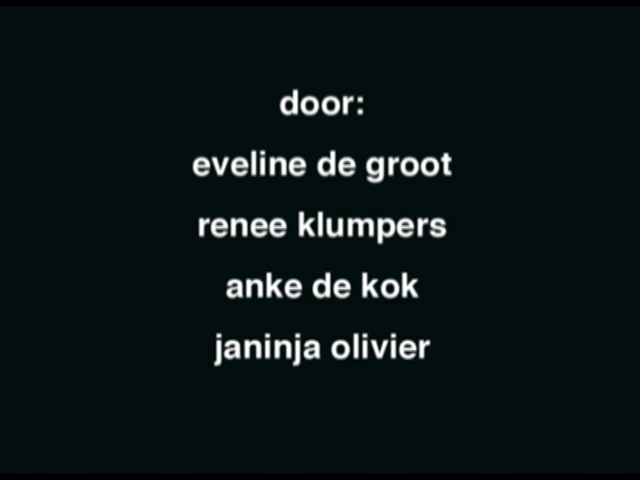 door:
eveline de groot
renee klumpers
anke de kok
janinja olivier